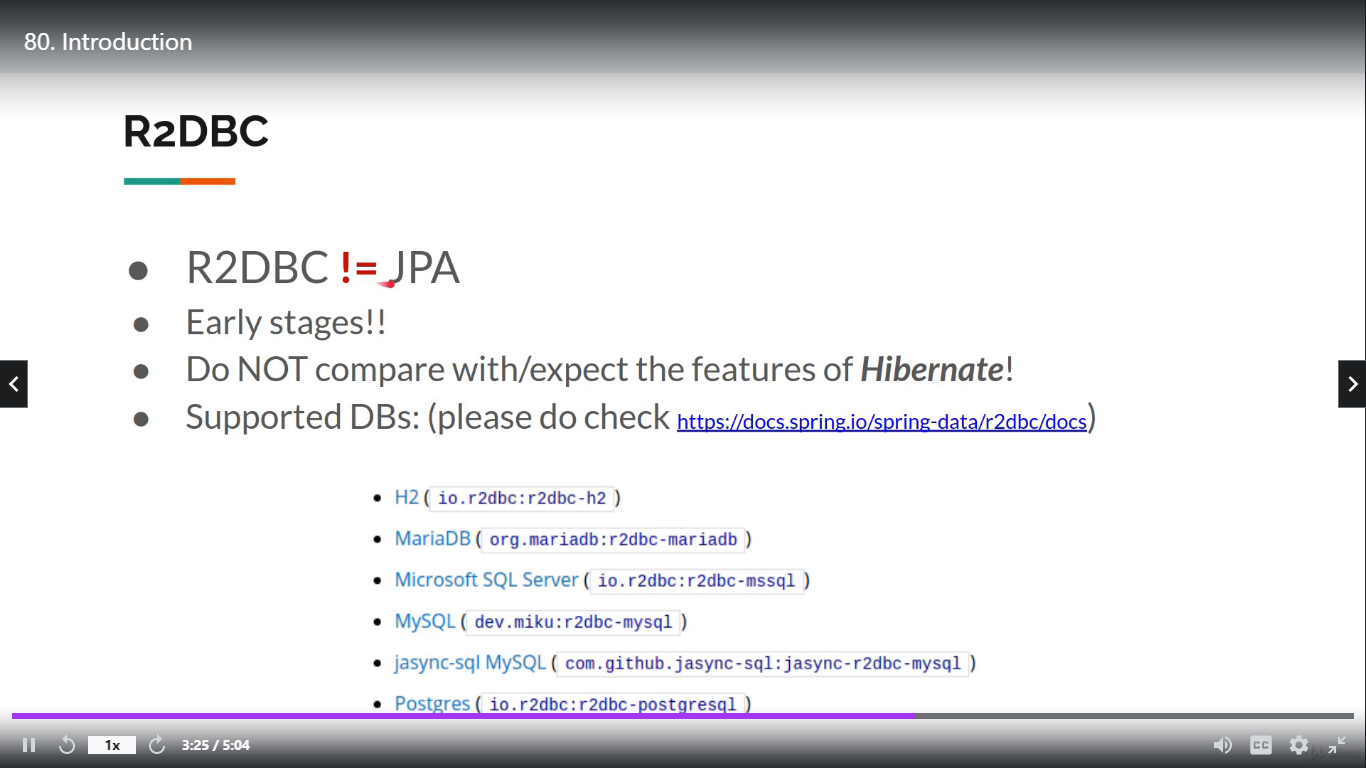 80. Introduction
R2DBC
● R2DBC != JPA
● Early stages!!
● Do NOT compare with/expect the features of Hibernate!
● Supported DBs: (please do check https://docs.spring.io/spring-data/r2dbc/docs)
• H2 ( io.r2dbc:r2dbc-h2 )
• MariaDB ( org.mariadb:r2dbc-mariadb )
• Microsoft SQL Server ( io.r2dbc:r2dbc-mssql )
• MySQL ( dev.miku:r2dbc-mysql )
• jasync-sql MySQL ( com.github.jasync-sql:jasync-r2dbc-mysql )
• Postgres ( io.r2dbc:r2dbc-postgresql )
1x 3:25 / 5:04 CC